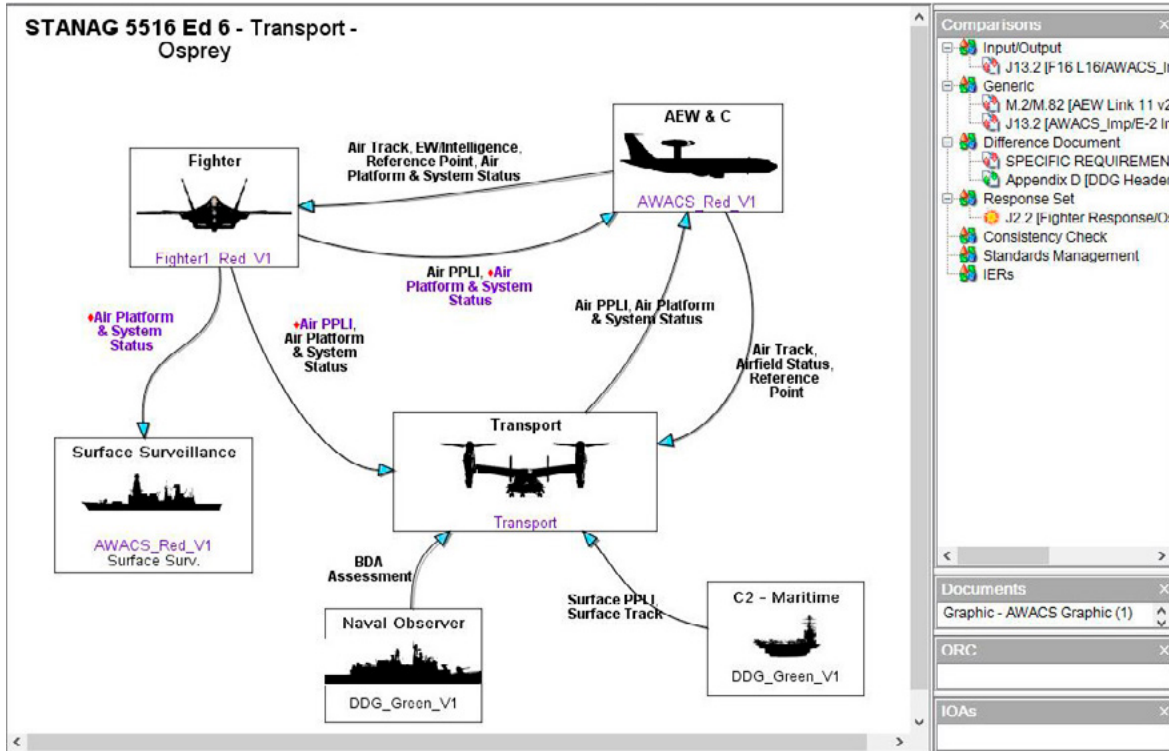 STANAG 5516 Ed 6 - Transport -
Osprey
Fighter
Fighter1_Red_V1
Air Track, EW/Intelligence,
Reference Point, Air
Platform & System Status
AEW & C
AWACS_Red_V1
Air PPLI, ♦Air
Platform & System
Status
Air PPLI, Air Platform
& System Status
♦Air Platform
& System
Status
♦Air PPLI,
Air Platform
& System
Status
Air Track,
Airfield Status,
Reference
Point
Surface Surveillance
AWACS_Red_V1
Surface Surv.
Transport
Transport
BDA
Assessment
Naval Observer
DDG_Green_V1
Surface PPLI,
Surface Track
C2 - Maritime
DDG_Green_V1
Comparisons
Input/Output
J13.2 [F16 L16/AWACS_I
Generic
M.2/M.82 [AEW Link 11 v2
J13.2 [AWACS_Imp/E-2 I
Difference Document
SPECIFIC REQUIREMEN
Appendix D [DDG Header
Response Set
J2.2 [Fighter Response/Os
Consistency Check
Standards Management
IERs
Documents
Graphic - AWACS Graphic (1)
ORC
IOAs